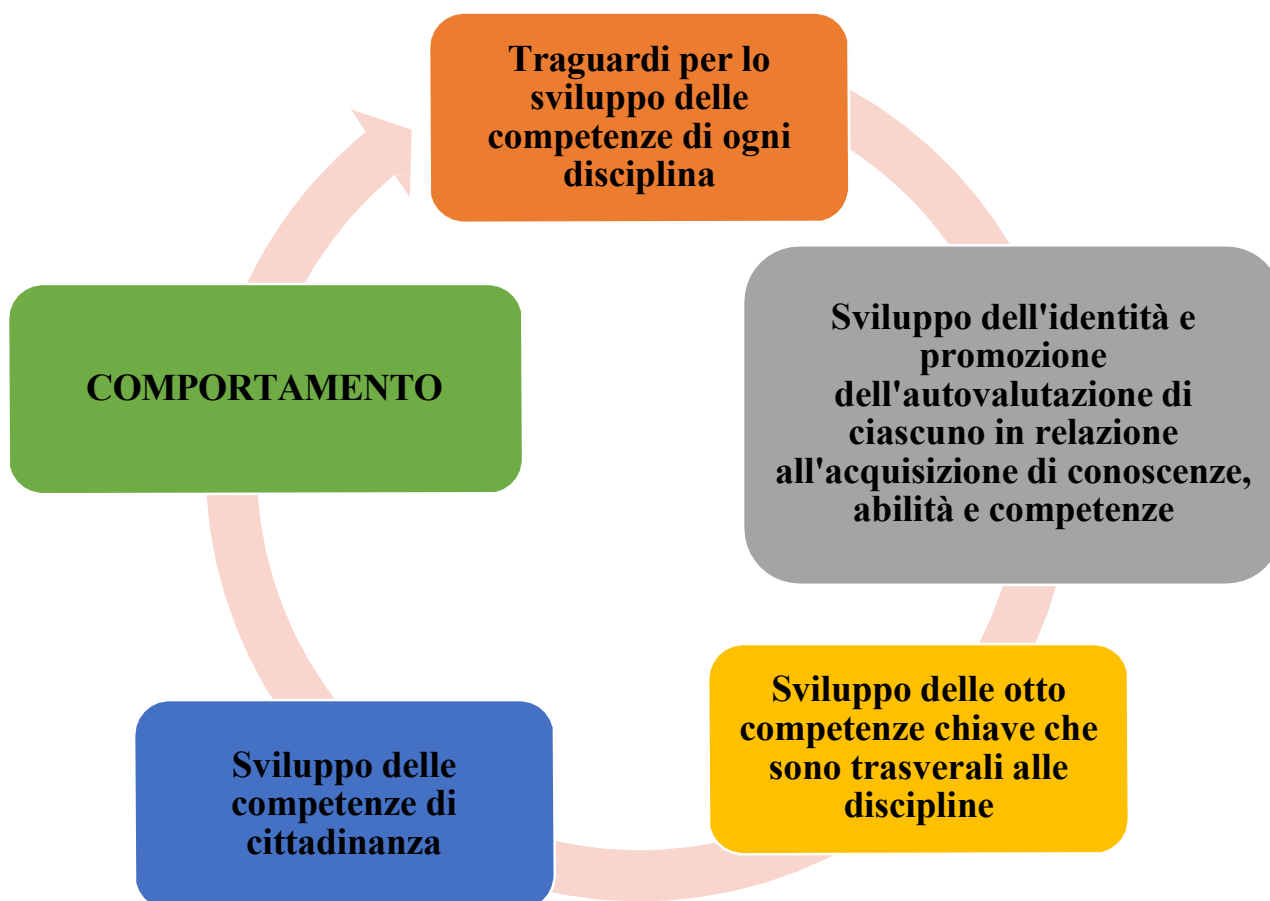 Traguardi per lo
sviluppo delle
competenze di ogni
disciplina
Sviluppo dell'identità e
promozione
dell'autovalutazione di
ciascuno in relazione
all'acquisizione di conoscenze,
abilità e competenze
Sviluppo delle otto
competenze chiave che
sono trasverali alle
discipline
Sviluppo delle
competenze di
cittadinanza
COMPORTAMENTO